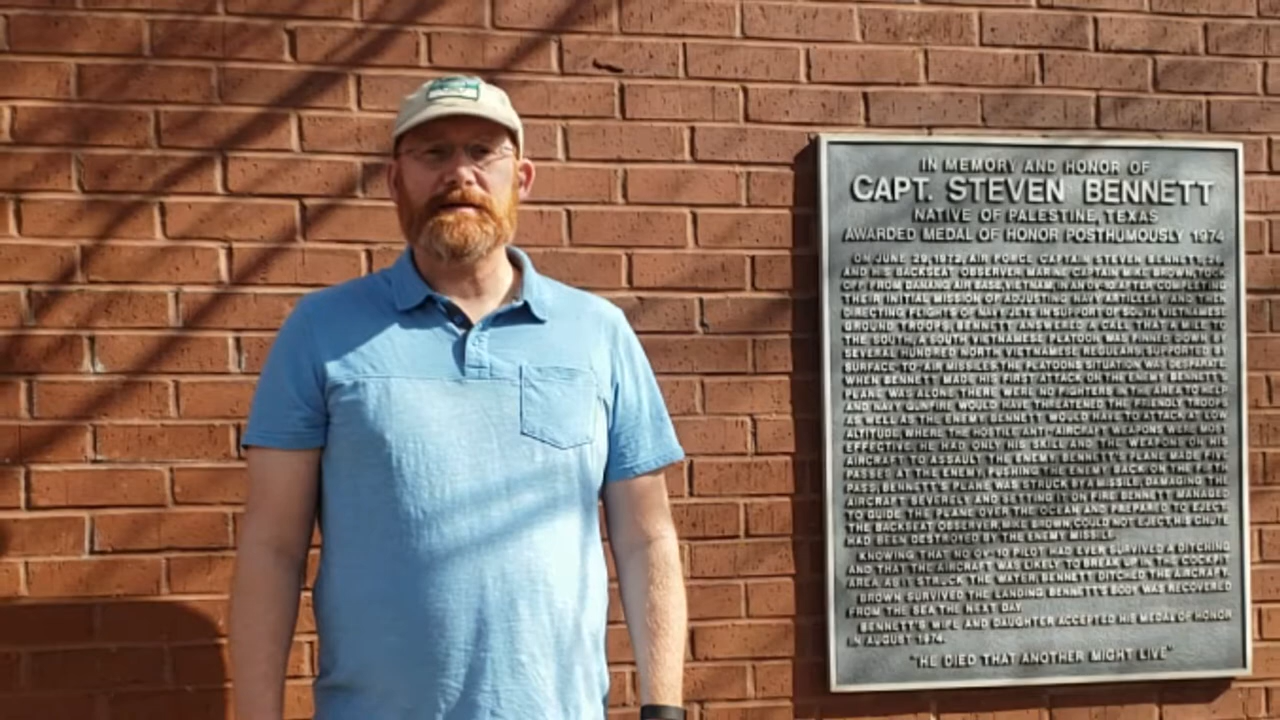 IN MEMORY AND HONOR OF
CAPT. STEVEN BENNETT
NATIVE OF PALESTINE, TEXAS
AWARDED MEDAL OF HONOR POSTHUMOUSLY 1974
ON JUNE 29, 1972, AIR FORCE CAPTAIN STEVEN BENNETT, 26,
AND HIS BACKSEAT OBSERVER MARINE CAPTAIN MIKE BROWN, TOOK
OFF FROM DANANG AIR BASE, VIETNAM, IN AN OV-10 AFTER COMPLETING
THEIR INITIAL MISSION OF ADJUSTING NAVY ARTILLERY AND THEN
DIRECTING FLIGHTS OF NAVY JETS IN SUPPORT OF SOUTH VIETNAMESE
GROUND TROOPS, BENNETT ANSWERED A CALL THAT A MILE TO
THE SOUTH, A SOUTH VIETNAMESE PLATOON WAS PINNED DOWN BY
SEVERAL HUNDRED NORTH VIETNAMESE REGULARS, SUPPORTED BY
SURFACE TO AIR MISSILES. THE PLATOONS SITUATION WAS DESPARATE.
WHEN BENNETT MADE HIS FIRST ATTACK ON THE ENEMY BENNETT'S
PLANE WAS ALONE THERE WERE NO FIGHTERS IN THE AREA TO HELP
AND NAVY GUNFIRE WOULD HAVE THREATENED THE FRIENDLY TROOPS
AS WELL AS THE ENEMY. BENNETT WOULD HAVE TO ATTACK AT LOW
ALTITUDE WHERE THE HOSTILE ANTI-AIRCRAFT WEAPONS WERE MOST
EFFECTIVE. HE HAD ONLY HIS SKILL AND THE WEAPONS ON HIS
AIRCRAFT TO ASSAULT THE ENEMY. BENNETT'S PLANE MADE FIVE
PASSES AT THE ENEMY, PUSHING THE ENEMY BACK ON THE FIFTH
PASS, BENNETT'S PLANE WAS STRUCK BY A MISSILE, DAMAGING THE
AIRCRAFT SEVERELY AND SETTING IT ON FIRE. BENNETT MANAGED
TO GUIDE THE PLANE OVER THE OCEAN AND PREPARED TO EJECT.
THE BACKSEAT OBSERVER, MIKE BROWN, COULD NOT EJECT, HIS CHUTE
HAD BEEN DESTROYED BY THE ENEMY MISSILE.
KNOWING THAT NO OV-10 PILOT HAD EVER SURVIVED A DITCHING
AND THAT THE AIRCRAFT WAS LIKELY TO BREAK UP IN THE COCKPIT
AREA AS IT STRUCK THE WATER, BENNETT DITCHED THE AIRCRAFT.
BROWN SURVIVED THE LANDING BENNETT'S BODY WAS RECOVERED
FROM THE SEA THE NEXT DAY.
BENNETT'S WIFE AND DAUGHTER ACCEPTED HIS MEDAL OF HONOR
IN AUGUST 1974.
"HE DIED THAT ANOTHER MIGHT LIVE"